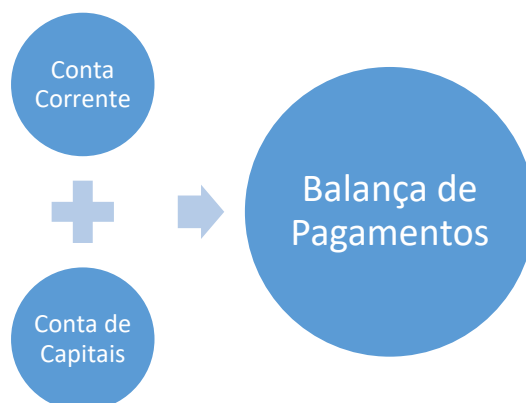 Conta
Corrente
Conta de
Capitais
Balança de
Pagamentos